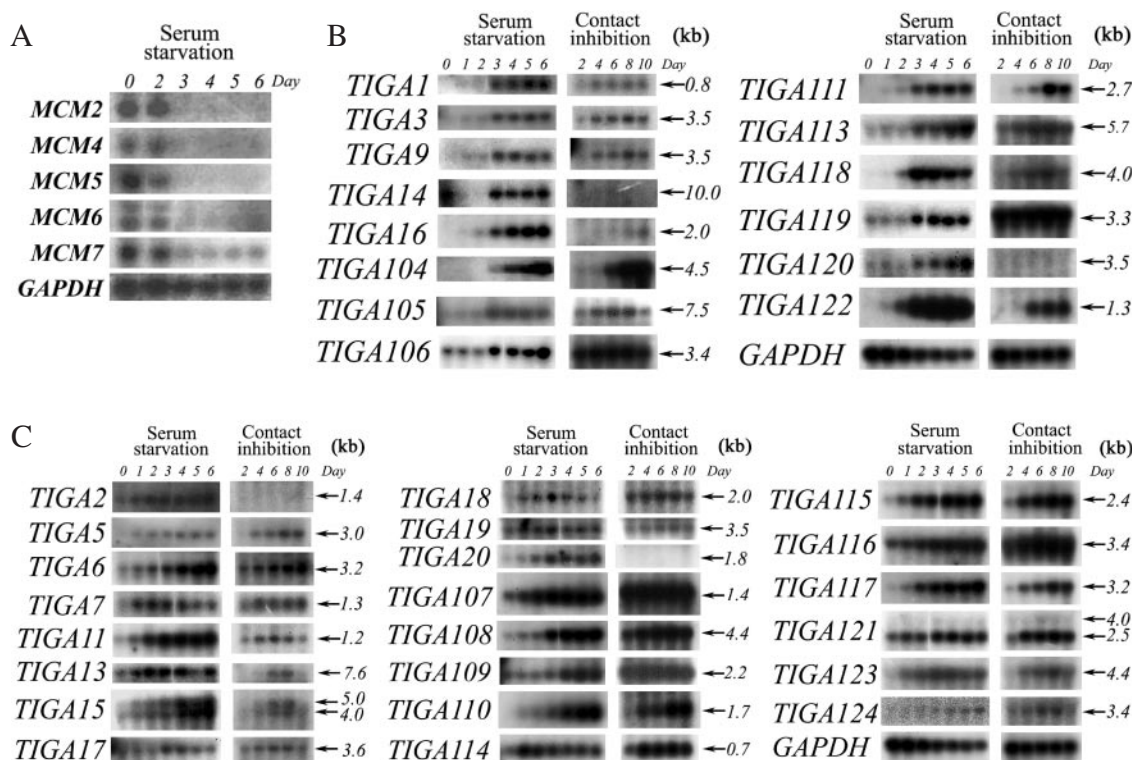 A
Serum
starvation
0 2 3 4 5 6 Day
MCM2
MCM4
MCM5
MCM6
MCM7
GAPDH
B
Serum
starvation
Contact
inhibition
(kb)
0 1 2 3 4 5 6
2 4 6 8 10 Day
TIGA1
0.8
TIGA3
3.5
TIGA9
3.5
TIGA14
10.0
TIGA16
2.0
TIGA104
4.5
TIGA105
7.5
TIGA106
3.4
Serum
starvation
Contact
inhibition
(kb)
0 1 2 3 4 5 6
2 4 6 8 10
TIGA111
2.7
TIGA113
5.7
TIGA118
4.0
TIGA119
3.3
TIGA120
3.5
TIGA122
1.3
GAPDH
C
Serum
starvation
Contact
inhibition
(kb)
0 1 2 3 4 5 6
2 4 6 8 10 Day
TIGA2
1.4
TIGA5
3.0
TIGA6
3.2
TIGA7
1.3
TIGA11
1.2
TIGA13
7.6
TIGA15
5.0
4.0
TIGA17
3.6
Serum
starvation
Contact
inhibition
(kb)
0 1 2 3 4 5 6
2 4 6 8 10 Day
TIGA18
2.0
TIGA19
3.5
TIGA20
1.8
TIGA107
1.4
TIGA108
4.4
TIGA109
2.2
TIGA110
1.7
TIGA114
0.7
Serum
starvation
Contact
inhibition
(kb)
0 1 2 3 4 5 6
2 4 6 8 10
TIGA115
2.4
TIGA116
3.4
TIGA117
3.2
TIGA121
4.0
2.5
TIGA123
4.4
TIGA124
3.4
GAPDH